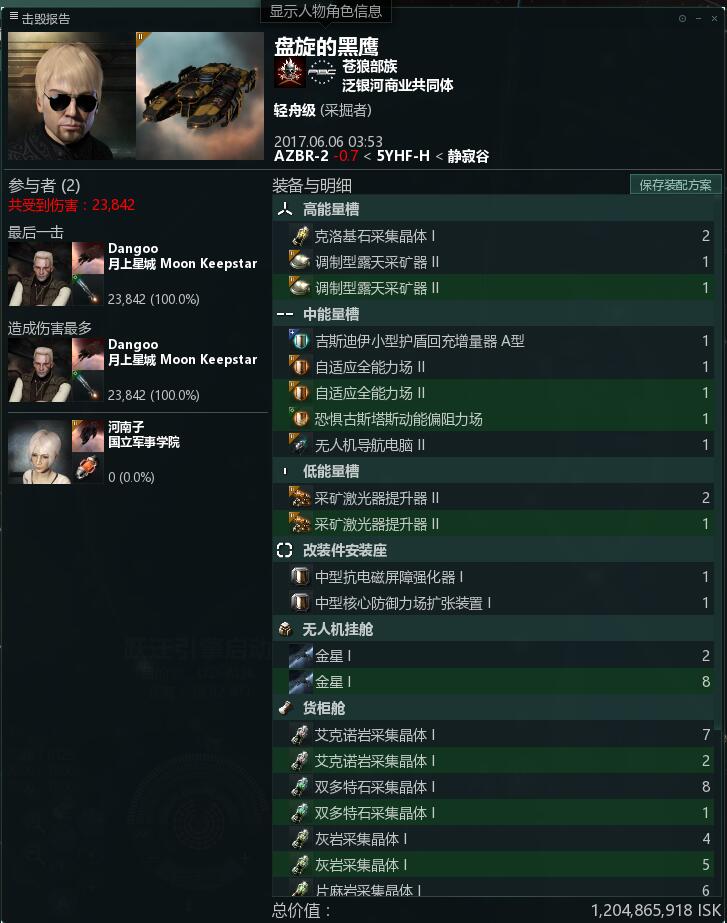 显示人物角色信息
击毁报告
盘旋的黑鹰
苍狼部族
泛银河商业共同体
轻舟级 (采掘者)
2017.06.06 03:53
AZBR-2 -0.7 < 5YHF-H < 静寂谷
参与者 (2)
共受到伤害：23,842
最后一击
Dangoo
月上星城 Moon Keepstar
23,842 (100.0%)
造成伤害最多
Dangoo
月上星城 Moon Keepstar
23,842 (100.0%)
河南子
国立军事学院
0 (0.0%)
装备与明细
保存装配方案
高能量槽
克洛基石采集晶体 I 2
调制型露天采矿器 II 1
调制型露天采矿器 II 1
中能量槽
吉斯迪伊小型护盾回充增量器 A型 1
自适应全能力场 II 1
自适应全能力场 II 1
恐惧古斯塔斯动能偏阻力场 1
无人机导航电脑 II 1
低能量槽
采矿激光器提升器 II 2
采矿激光器提升器 II 1
改装件安装座
中型抗电磁屏障强化器 I 1
中型核心防御力场扩张装置 I 1
无人机挂舱
金星 I 2
金星 I 8
货柜舱
艾克诺岩采集晶体 I 7
艾克诺岩采集晶体 I 2
双多特石采集晶体 I 8
双多特石采集晶体 I 1
灰岩采集晶体 I 4
灰岩采集晶体 I 5
片麻岩采集晶体 I 6
总价值： 1,204,865,918 ISK